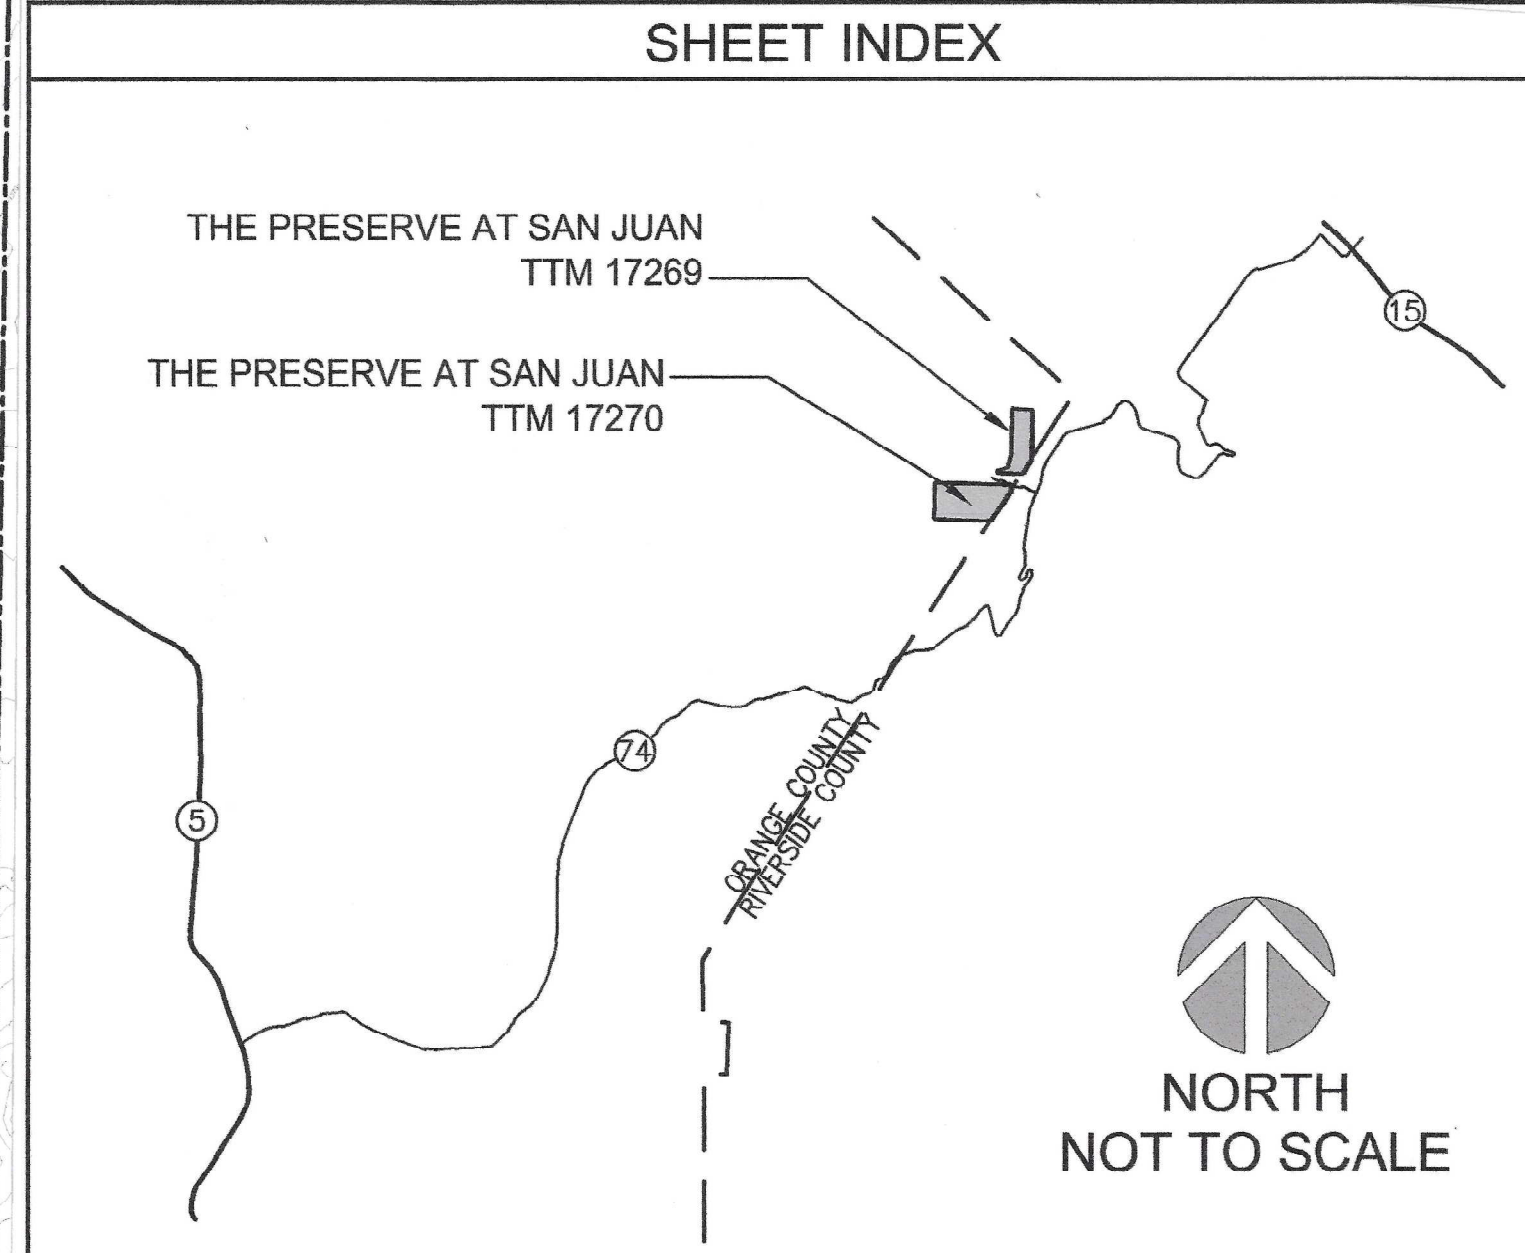 SHEET INDEX
THE PRESERVE AT SAN JUAN
TTM 17269
15
THE PRESERVE AT SAN JUAN
TTM 17270
74
5
ORANGE COUNTY
RIVERSIDE COUNTY
NORTH
NOT TO SCALE